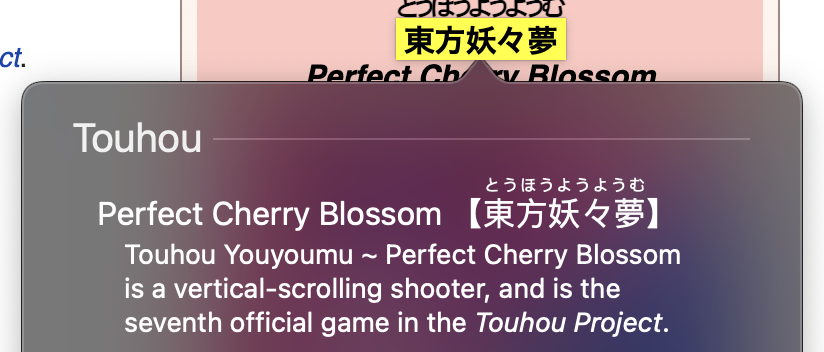 とうほうようようむ
東方妖々夢
ct.
Perfect Cherry Blossom
Touhou
とうほうようようむ
Perfect Cherry Blossom 【東方妖々夢】
Touhou Youyoumu ~ Perfect Cherry Blossom
is a vertical-scrolling shooter, and is the
seventh official game in the Touhou Project.